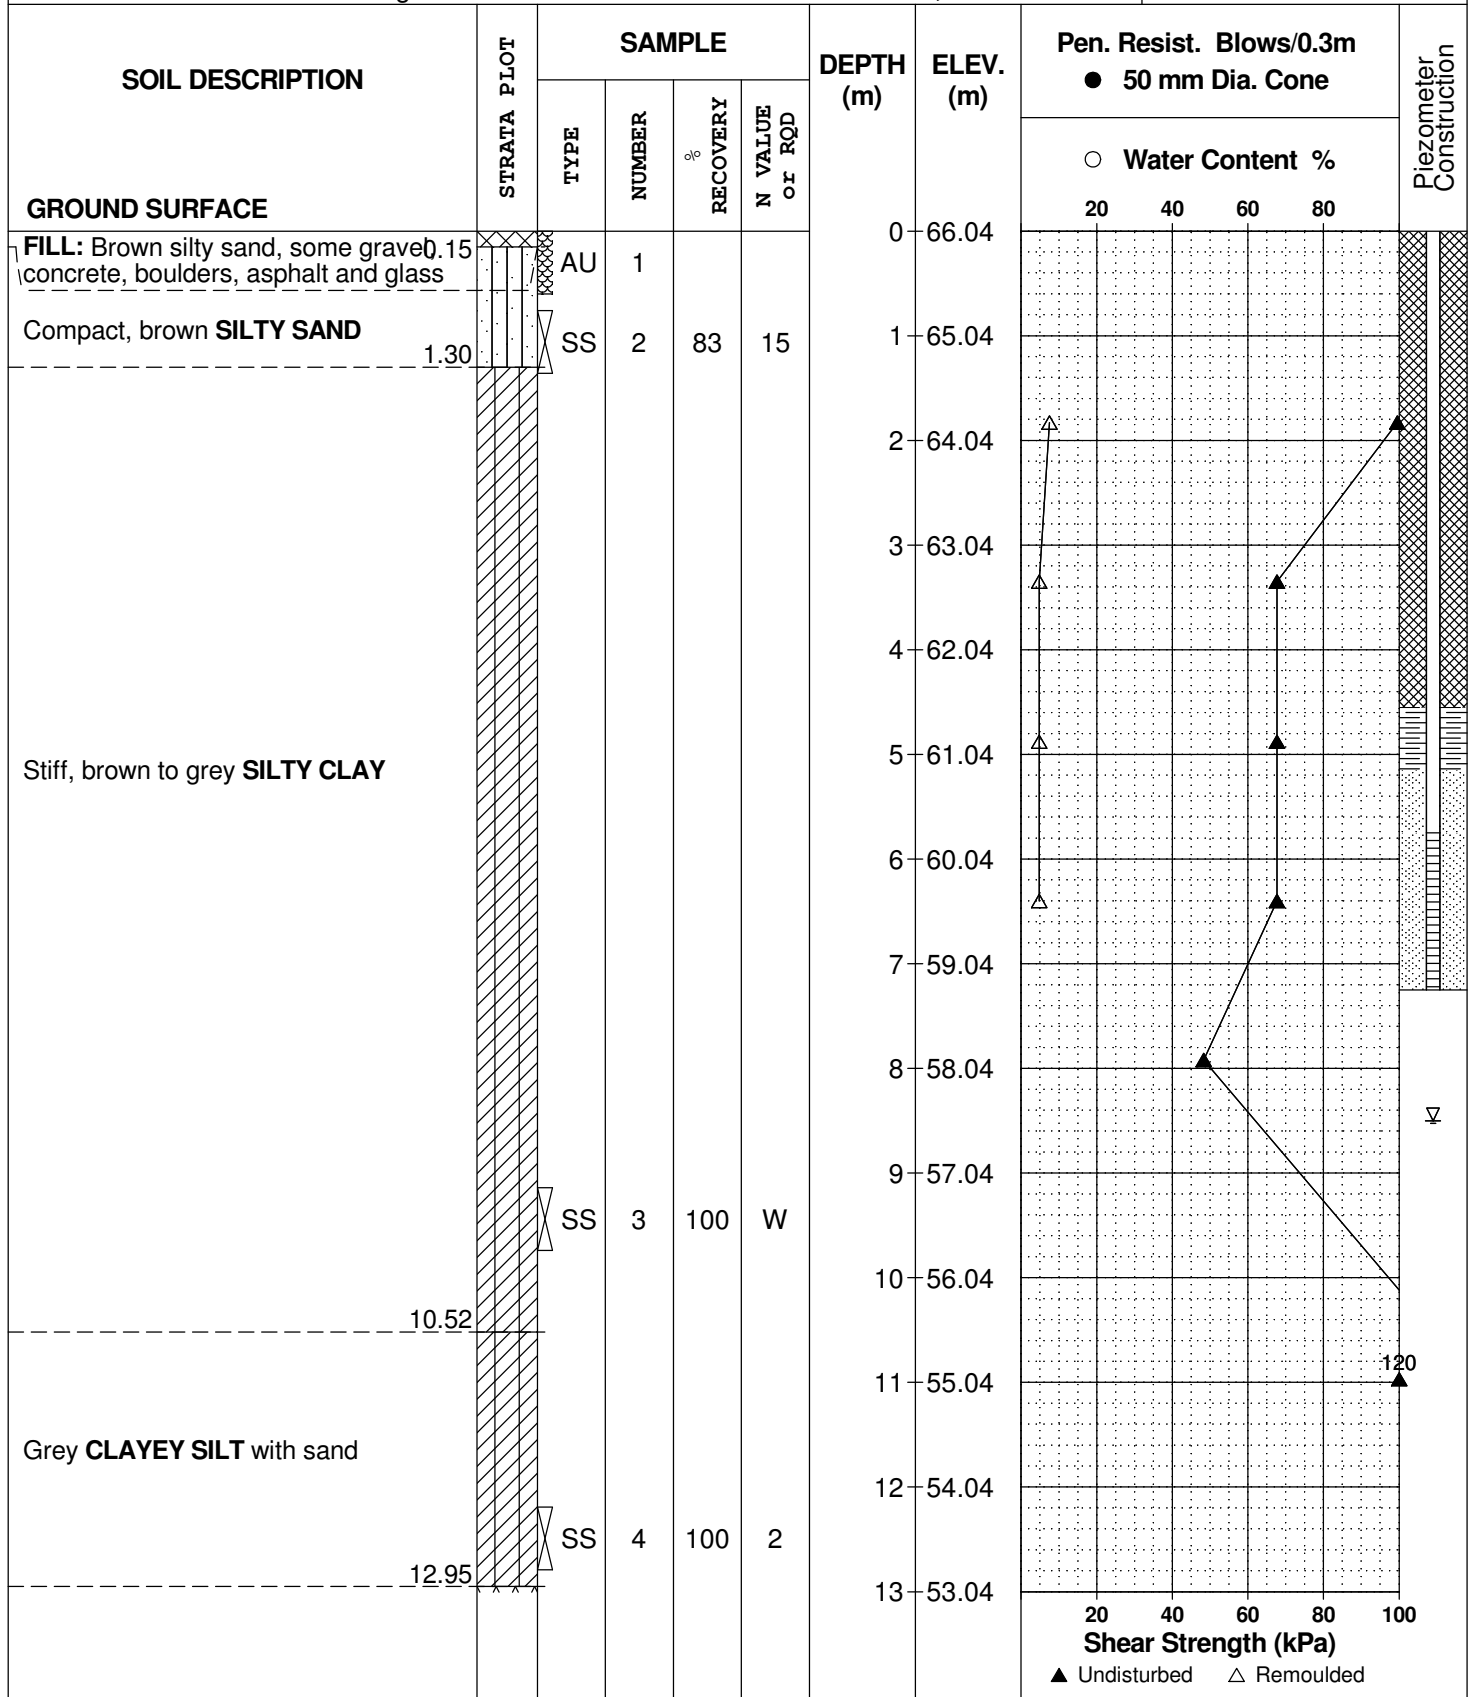 SOIL DESCRIPTION
GROUND SURFACE
STRATA PLOT
SAMPLE
TYPE
NUMBER
% RECOVERY
N VALUE
or RQD
DEPTH
(m)
ELEV.
(m)
Pen. Resist. Blows/0.3m
● 50 mm Dia. Cone
○ Water Content %
20 40 60 80
Piezometer
Construction
0 66.04
FILL: Brown silty sand, some gravel, 0.15
concrete, boulders, asphalt and glass
AU 1
Compact, brown SILTY SAND
1.30
SS 2 83 15
1 65.04
2 64.04
3 63.04
4 62.04
5 61.04
Stiff, brown to grey SILTY CLAY
6 60.04
7 59.04
8 58.04
9 57.04
SS 3 100 W
10 56.04
10.52
120
11 55.04
Grey CLAYEY SILT with sand
12 54.04
SS 4 100 2
12.95
13 53.04
20 40 60 80 100
Shear Strength (kPa)
▲ Undisturbed △ Remoulded